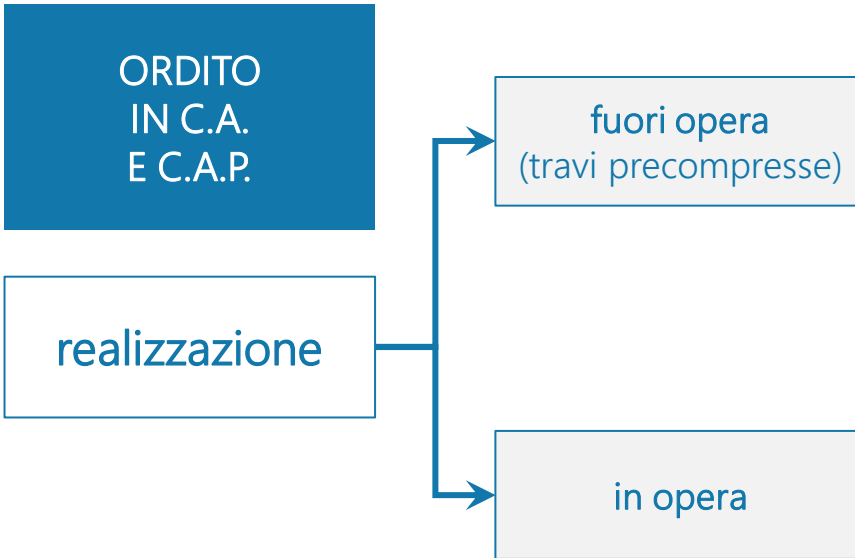 ORDITO
IN C.A.
E C.A.P.
fuori opera
(travi precompresse)
realizzazione
in opera